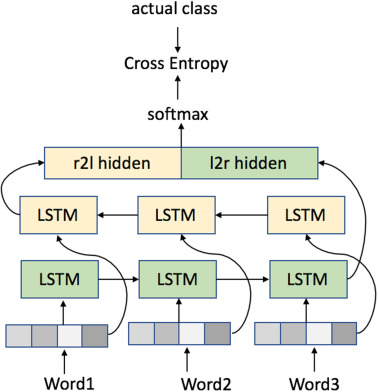 actual class
Cross Entropy
softmax
r2l hidden l2r hidden
LSTM LSTM LSTM
LSTM LSTM LSTM
Word1 Word2 Word3